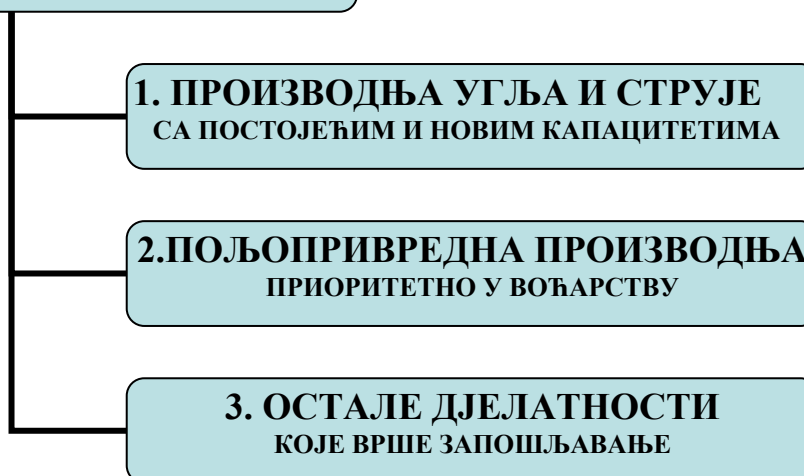 1. ПРОИЗВОДЊА УГЉА И СТРУЈЕ
СА ПОСТОЈЕЋИМ И НОВИМ КАПАЦИТЕТИМА
2.ПОЉОПРИВРЕДНА ПРОИЗВОДЊА
ПРИОРИТЕТНО У ВОЋАРСТВУ
3. ОСТАЛЕ ДЈЕЛАТНОСТИ
КОЈЕ ВРШЕ ЗАПОШЉАВАЊЕ